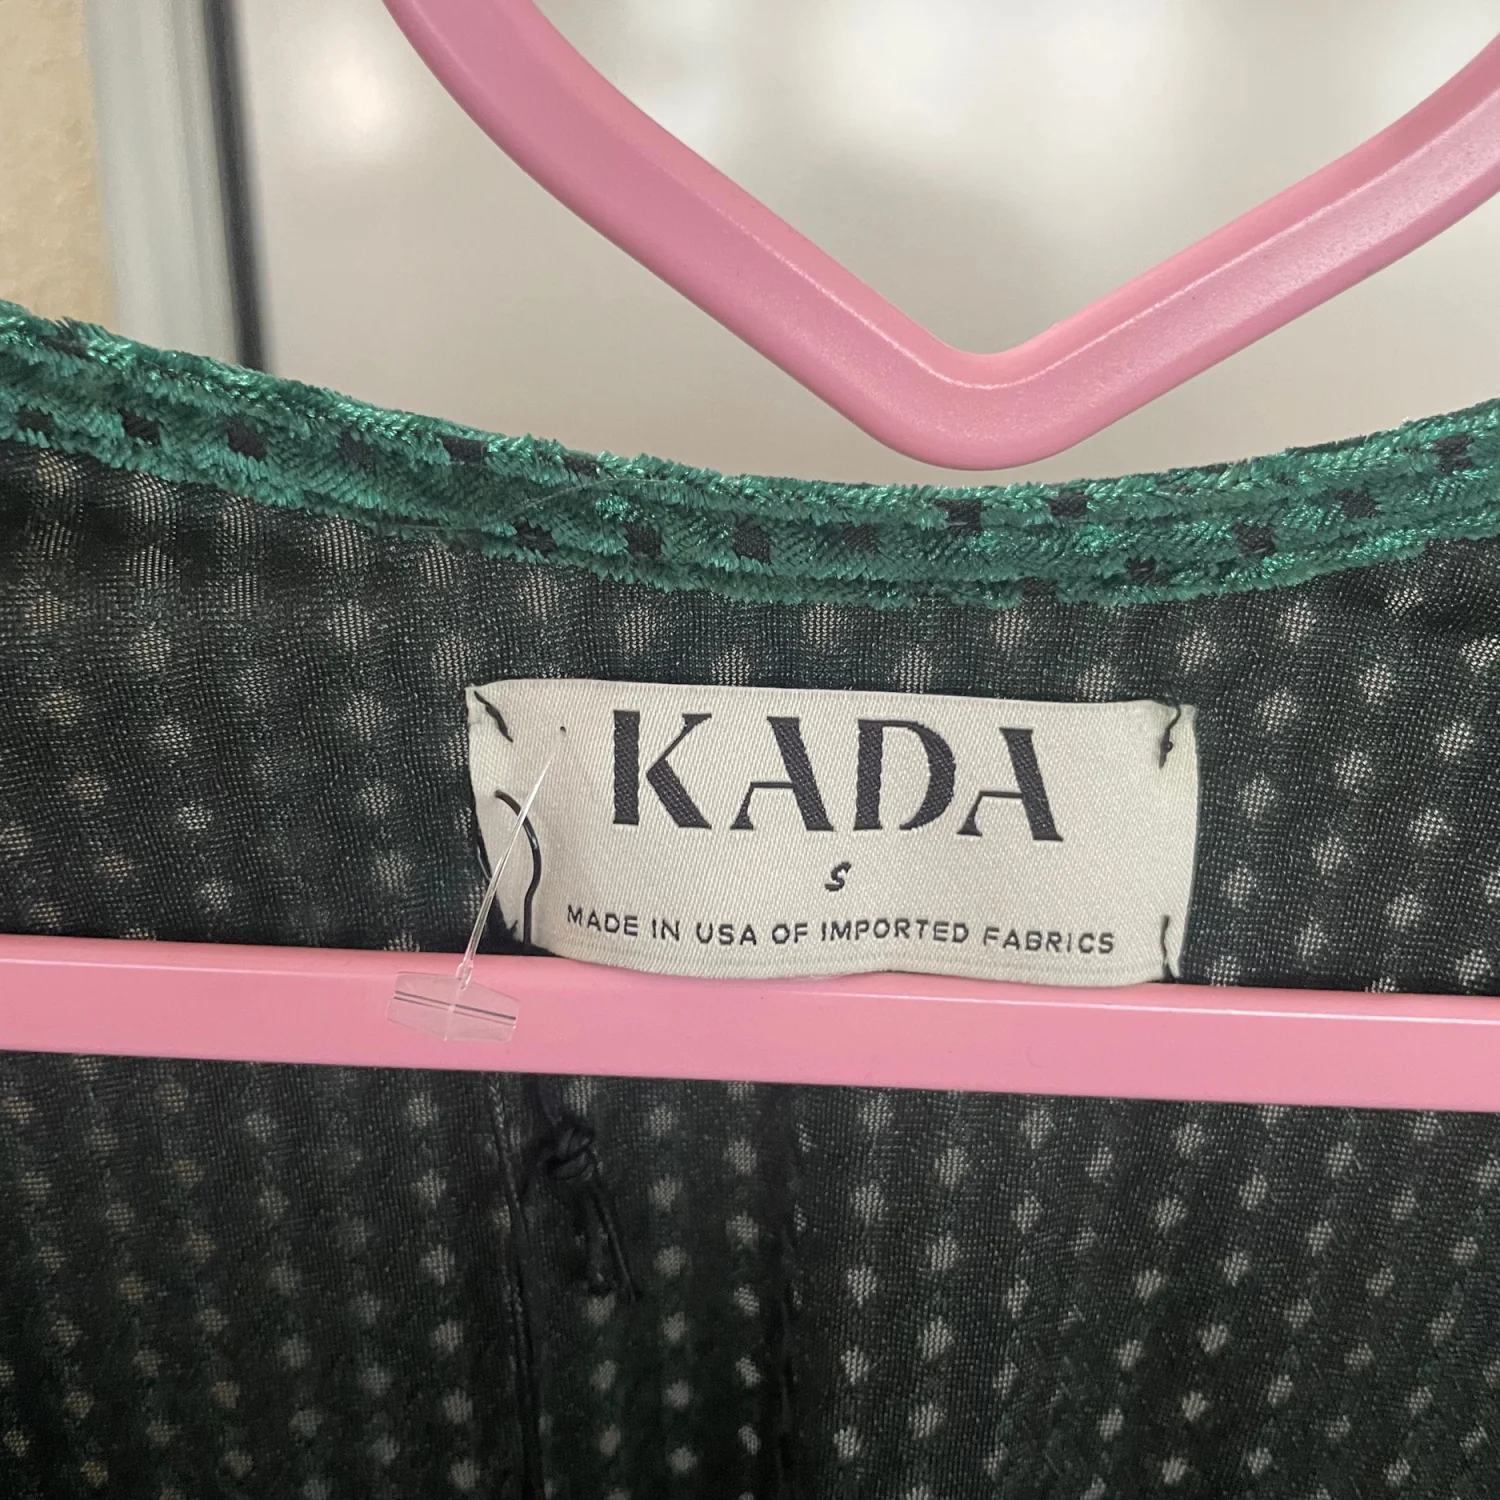 KADA
S
MADE IN USA OF IMPORTED FABRICS